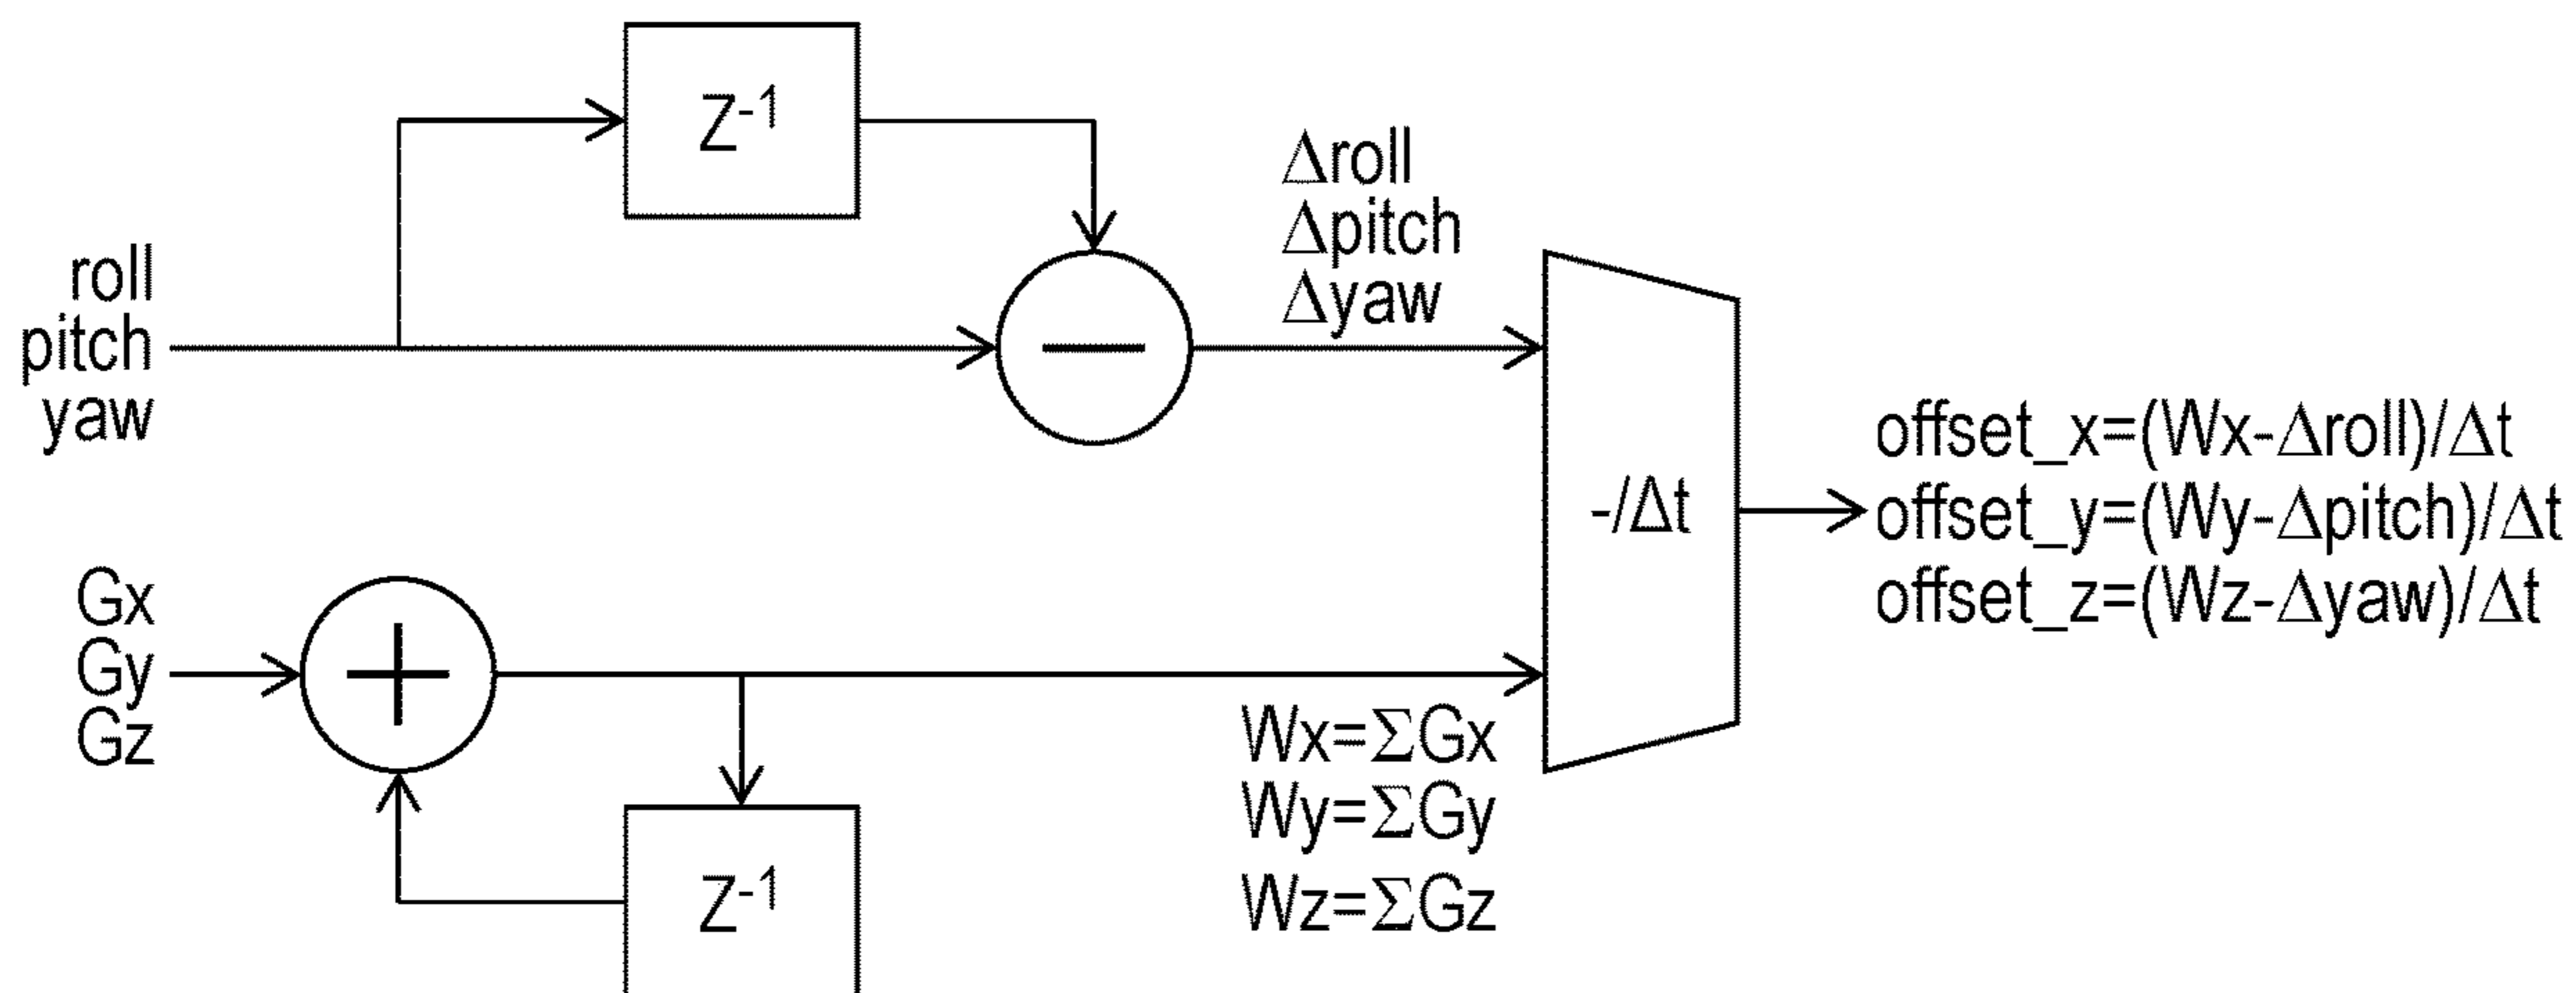 Z-1
Δroll
Δpitch
Δyaw
roll
pitch
yaw
-/Δt
offset_x=(Wx-Δroll)/Δt
offset_y=(Wy-Δpitch)/Δt
offset_z=(Wz-Δyaw)/Δt
Gx
Gy
Gz
+
Wx=ΣGx
Wy=ΣGy
Wz=ΣGz
Z-1